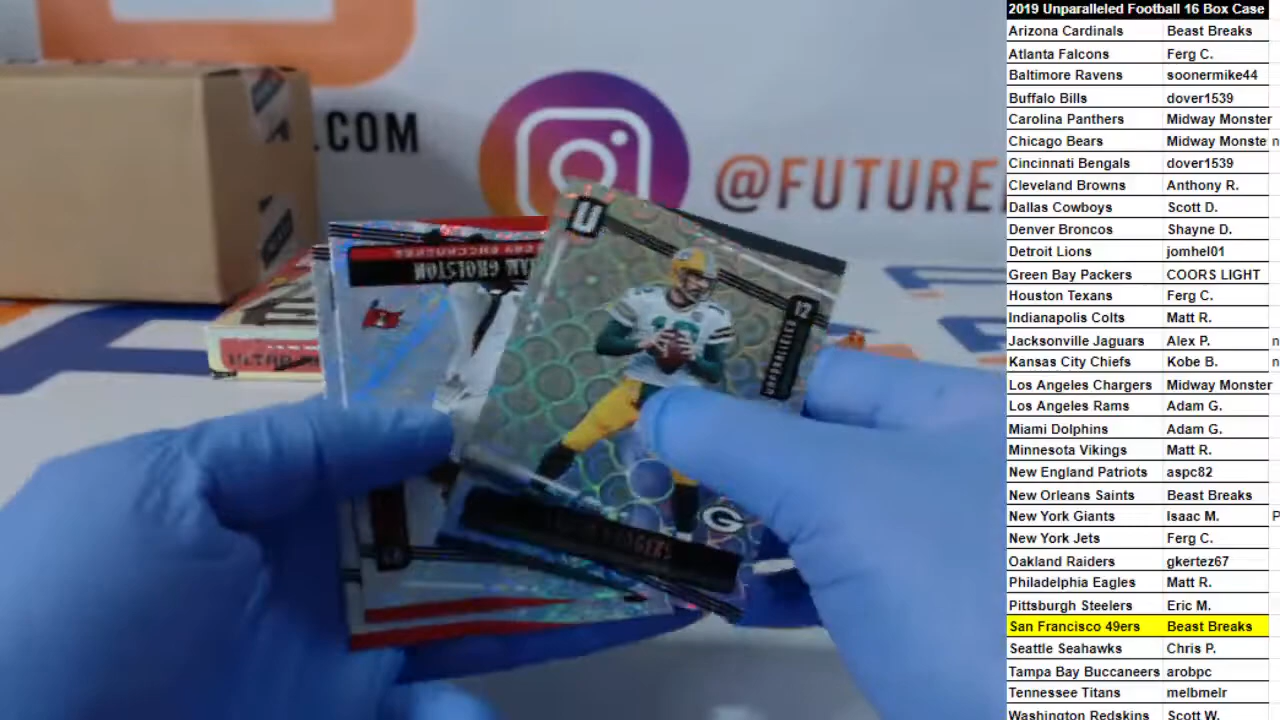 2019 Unparalleled Football 16 Box Case
Arizona Cardinals Beast Breaks
Atlanta Falcons Ferg C.
Baltimore Ravens soonermike44
Buffalo Bills dover1539
Carolina Panthers Midway Monster
Chicago Bears Midway Monste n
Cincinnati Bengals dover1539
Cleveland Browns Anthony R.
Dallas Cowboys Scott D.
Denver Broncos Shayne D.
Detroit Lions jomhel01
Green Bay Packers COORS LIGHT
Houston Texans Ferg C.
Indianapolis Colts Matt R.
Jacksonville Jaguars Alex P. n
Kansas City Chiefs Kobe B. n
Los Angeles Chargers Midway Monster
Los Angeles Rams Adam G.
Miami Dolphins Adam G.
Minnesota Vikings Matt R.
New England Patriots aspc82
New Orleans Saints Beast Breaks
New York Giants Isaac M. P
New York Jets Ferg C.
Oakland Raiders gkertez67
Philadelphia Eagles Matt R.
Pittsburgh Steelers Eric M.
San Francisco 49ers Beast Breaks
Seattle Seahawks Chris P.
Tampa Bay Buccaneers arobpc
Tennessee Titans melbmelr
Washington Redskins Scott W.
.COM
@FUTURE
U
12
UNPARALLELED
G